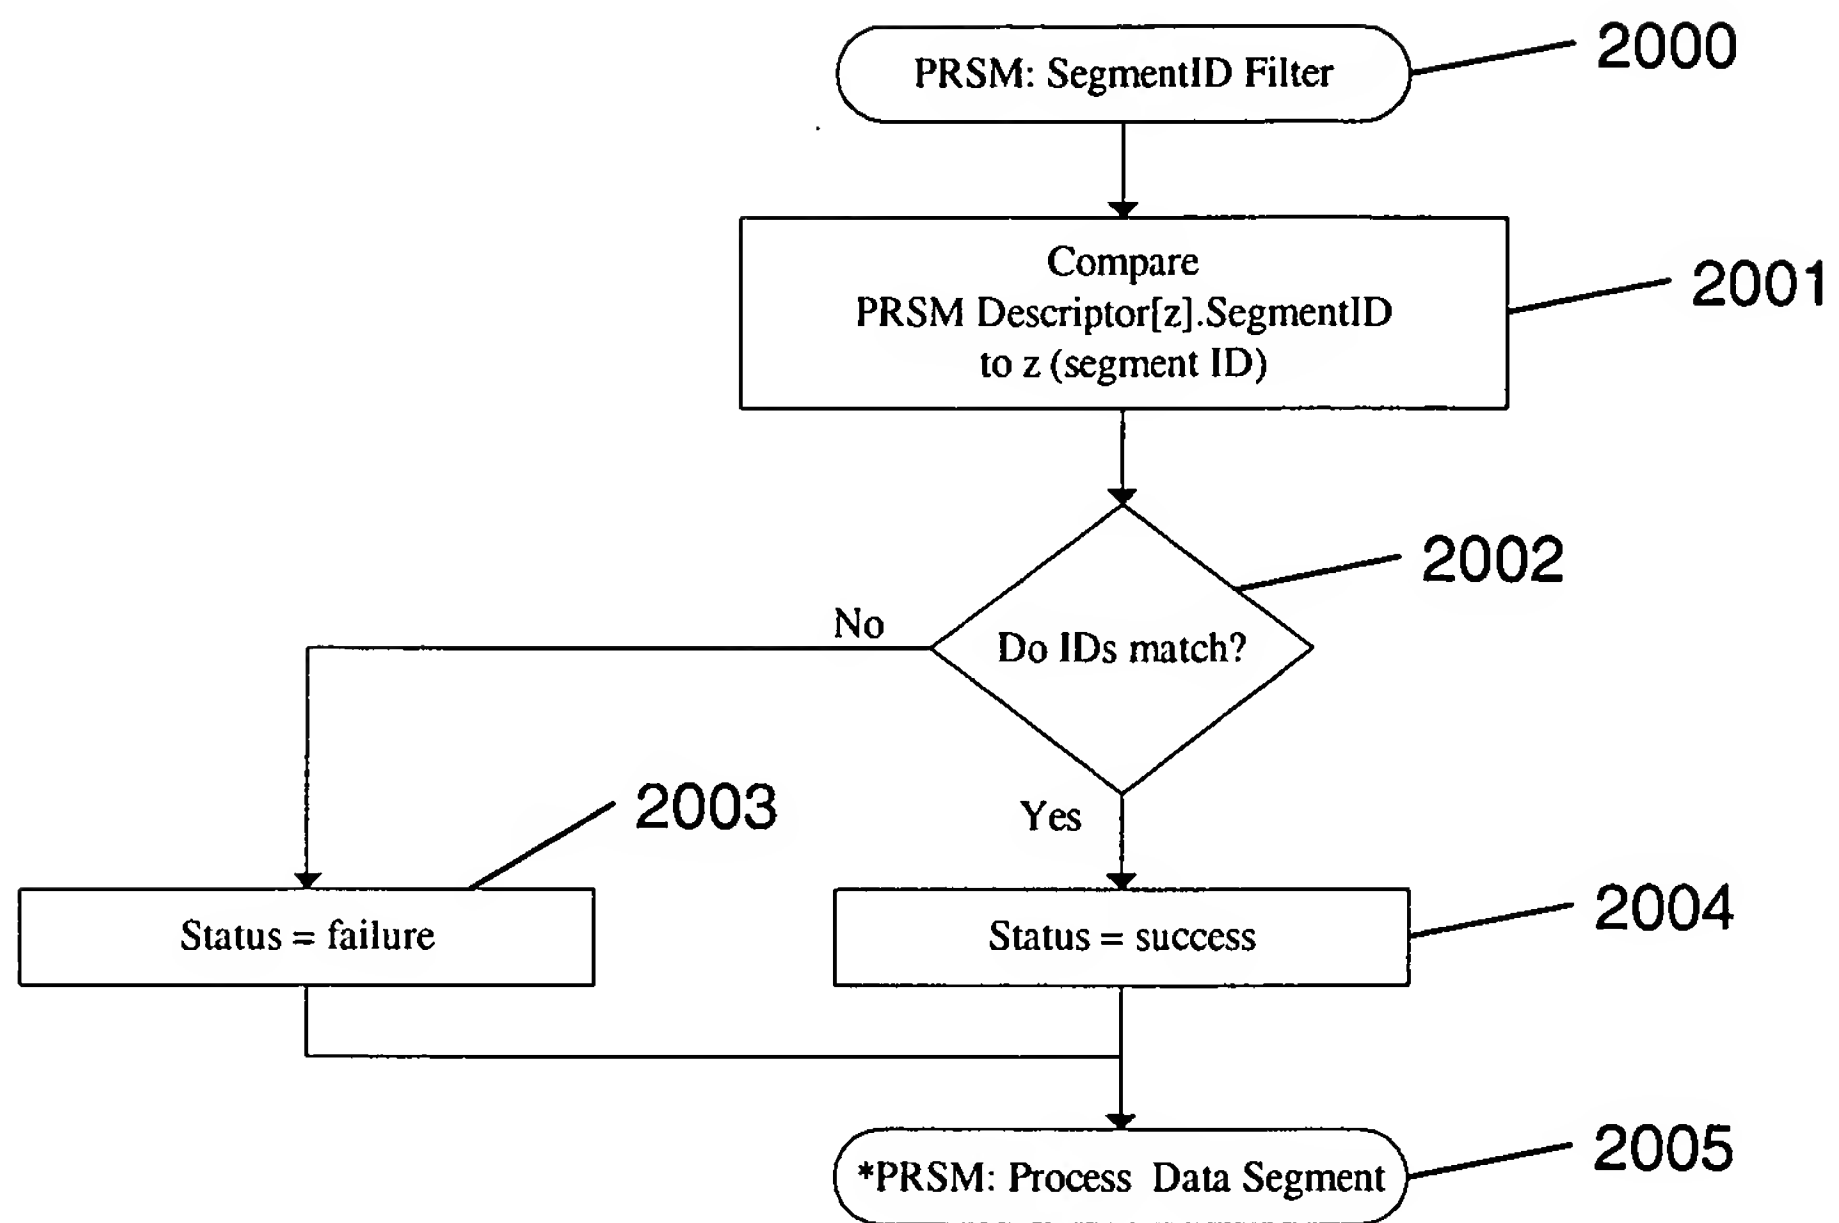 PRSM: SegmentID Filter
2000
Compare
PRSM Descriptor[z].SegmentID
to z (segment ID)
2001
2002
Do IDs match?
No
Yes
2003
Status = failure
Status = success
2004
*PRSM: Process Data Segment
2005